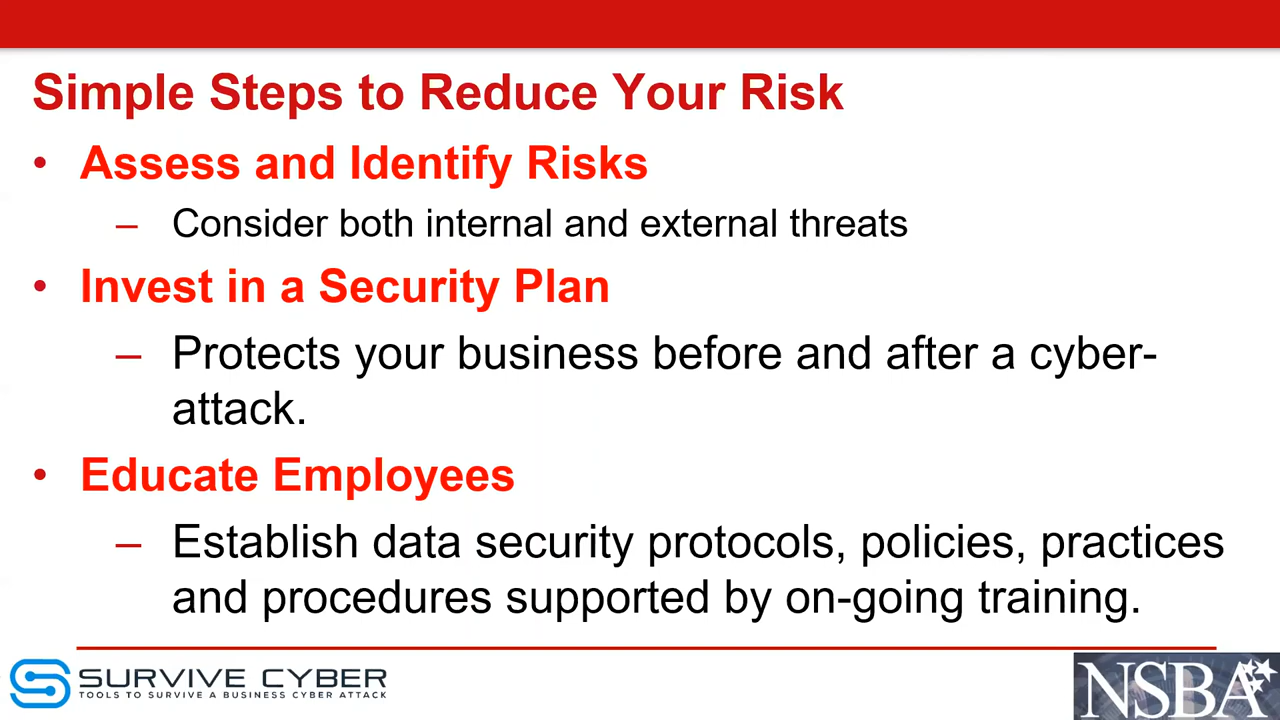 Simple Steps to Reduce Your Risk
• Assess and Identify Risks
– Consider both internal and external threats
• Invest in a Security Plan
– Protects your business before and after a cyber-
attack.
• Educate Employees
– Establish data security protocols, policies, practices
and procedures supported by on-going training.
SURVIVE CYBER
TOOLS TO SURVIVE A BUSINESS CYBER ATTACK
NSBA